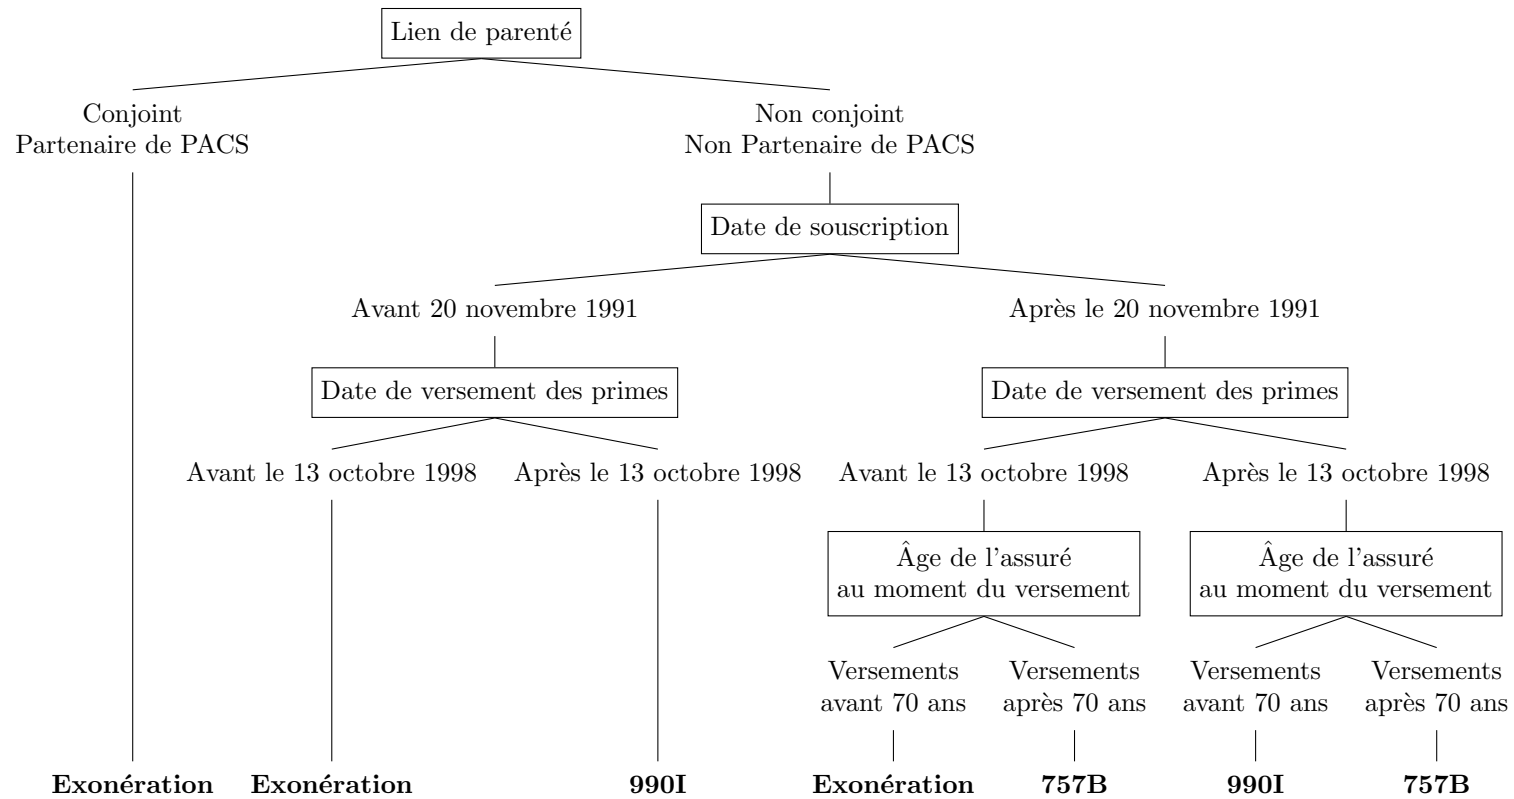 Lien de parenté
Conjoint
Partenaire de PACS
Non conjoint
Non Partenaire de PACS
Date de souscription
Avant 20 novembre 1991
Après le 20 novembre 1991
Date de versement des primes
Date de versement des primes
Avant le 13 octobre 1998
Après le 13 octobre 1998
Avant le 13 octobre 1998
Après le 13 octobre 1998
Âge de l'assuré
au moment du versement
Âge de l'assuré
au moment du versement
Versements
avant 70 ans
Versements
après 70 ans
Versements
avant 70 ans
Versements
après 70 ans
Exonération
Exonération
990I
Exonération
757B
990I
757B